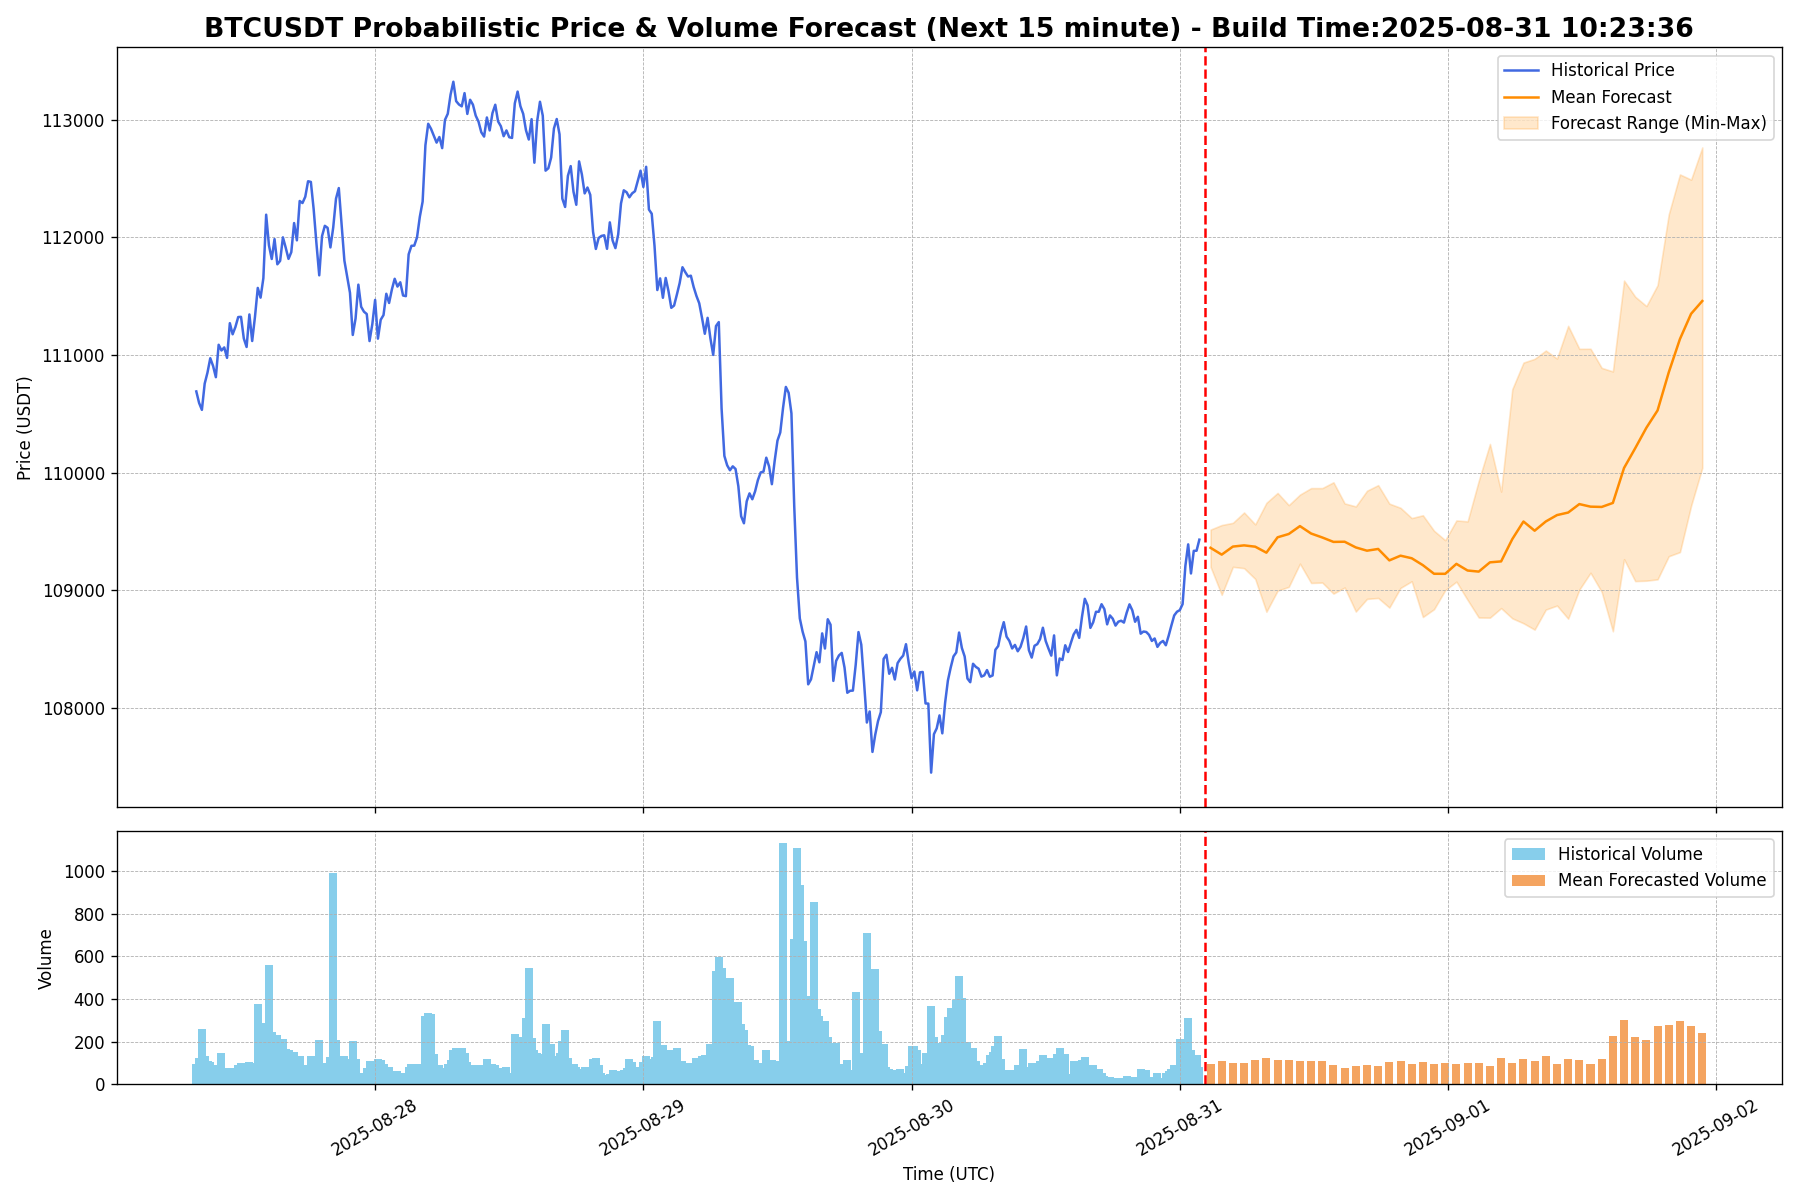 BTCUSDT Probabilistic Price & Volume Forecast (Next 15 minute) - Build Time:2025-08-31 10:23:36
Historical Price
Mean Forecast
Forecast Range (Min-Max)
Price (USDT)
113000
112000
111000
110000
109000
108000
Historical Volume
Mean Forecasted Volume
Volume
1000
800
600
400
200
0
2025-08-28
2025-08-29
2025-08-30
2025-08-31
2025-09-01
2025-09-02
Time (UTC)